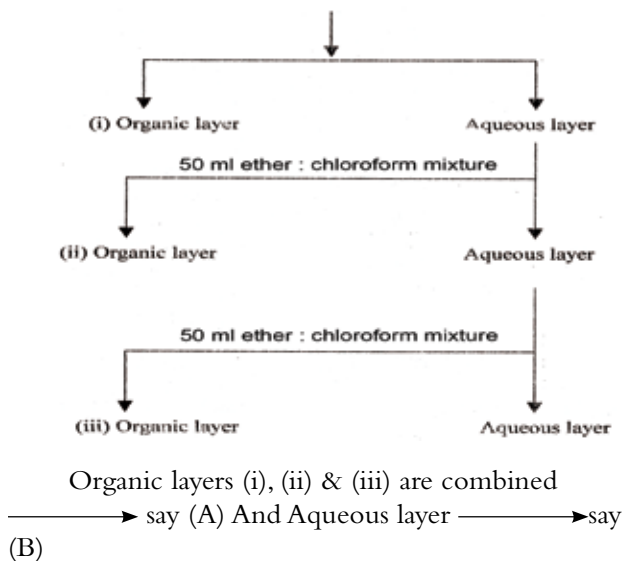 (i) Organic layer Aqueous layer
50 ml ether : chloroform mixture
(ii) Organic layer Aqueous layer
50 ml ether : chloroform mixture
(iii) Organic layer Aqueous layer
Organic layers (i), (ii) & (iii) are combined
say (A) And Aqueous layer say
(B)